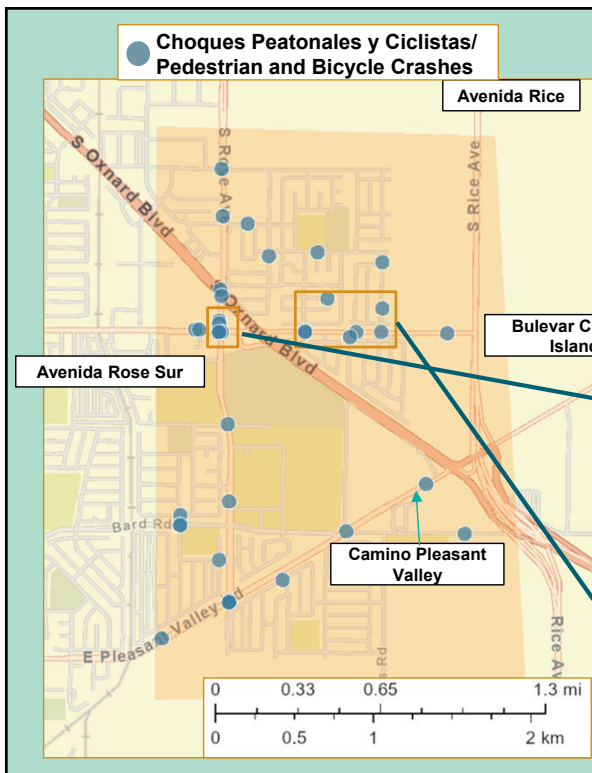 Choques Peatonales y Ciclistas/
Pedestrian and Bicycle Crashes
Avenida Rice
S Oxnard Blvd
S Rose Ave
S Rice Ave
S Oxnard Blvd
Bulevar C
Island
Avenida Rose Sur
Bard Rd
Camino Pleasant
Valley
E Pleasant Valley Rd
Rice Av
s Rd
0 0.33 0.65 1.3 mi
0 0.5 1 2 km